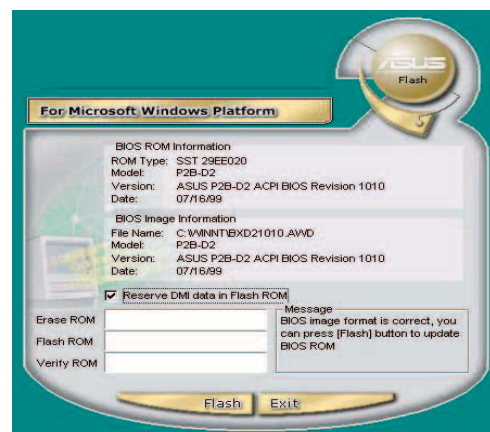 ASUS
Flash
For Microsoft Windows Platform
BIOS ROM Information
ROM Type: SST 29EE020
Model: P2B-D2
Version: ASUS P2B-D2 ACPI BIOS Revision 1010
Date: 07/16/99
BIOS Image Information
File Name: C:\WINNT\BXD21010.AWD
Model: P2B-D2
Version: ASUS P2B-D2 ACPI BIOS Revision 1010
Date: 07/16/99
Reserve DMI data in Flash ROM
Erase ROM
Flash ROM
Verify ROM
Message
BIOS image format is correct, you
can press [Flash] button to update
BIOS ROM
Flash Exit